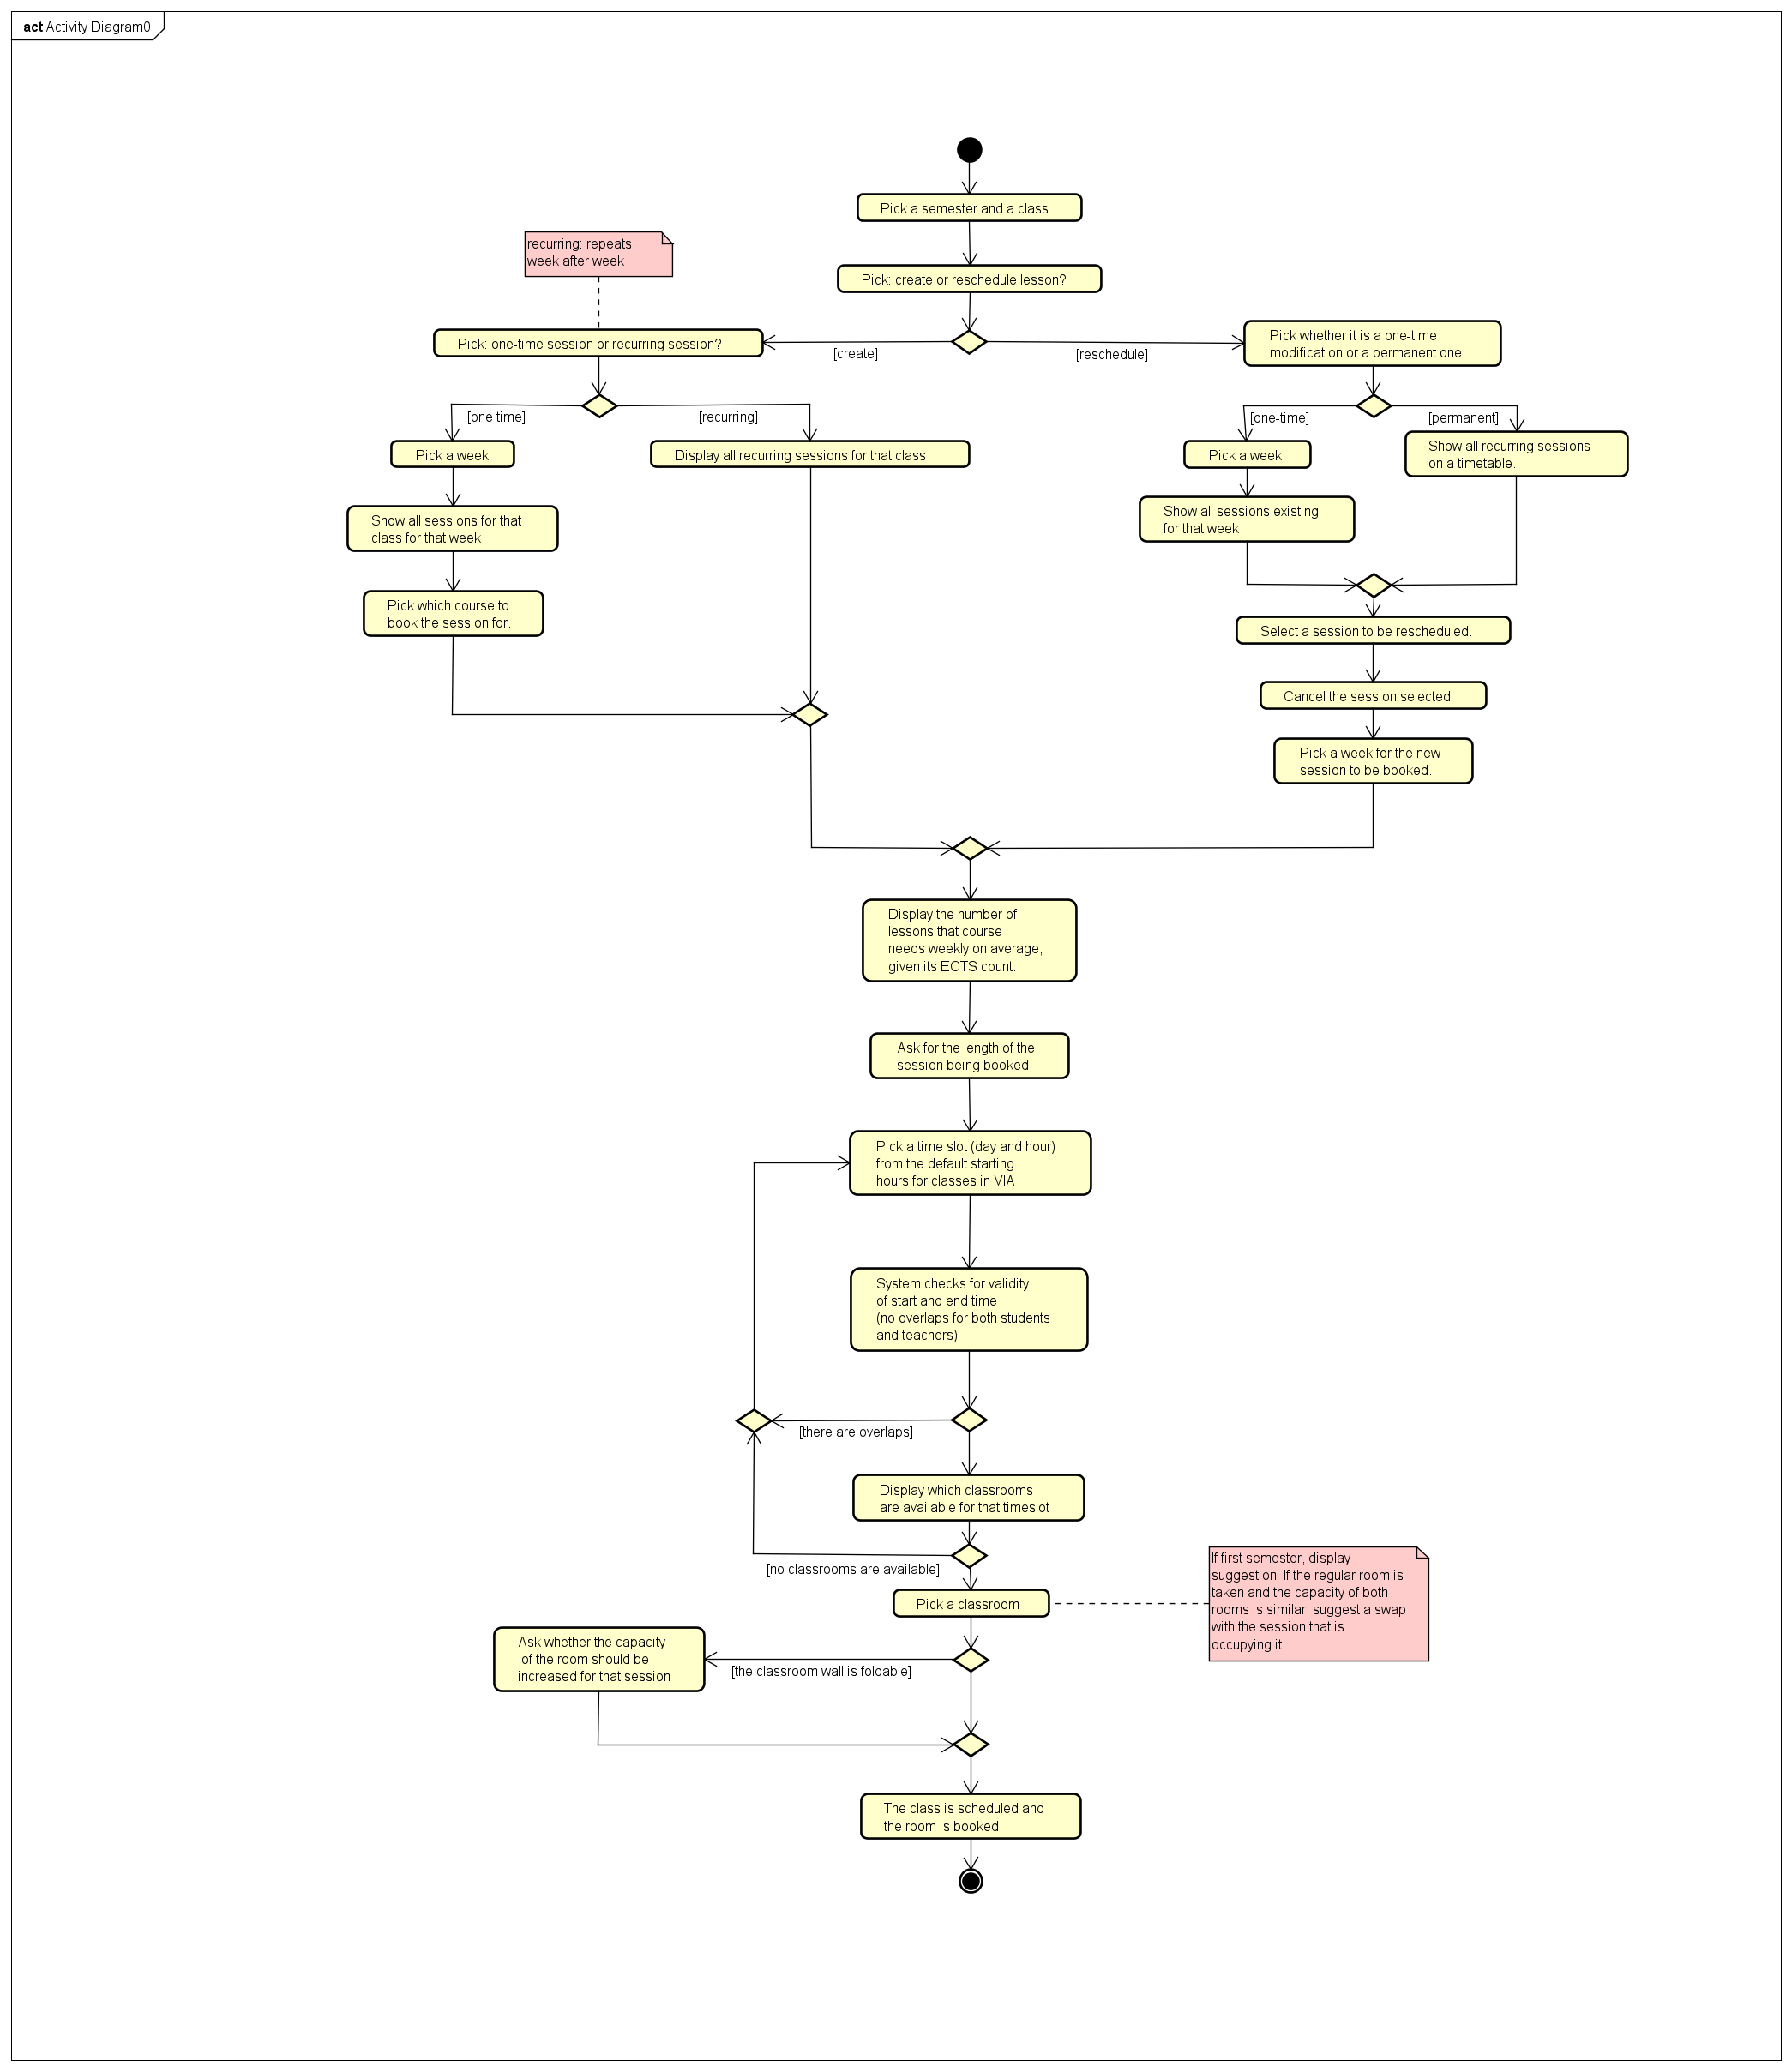 act Activity Diagram0
Pick a semester and a class
recurring: repeats
week after week
Pick: create or reschedule lesson?
Pick: one-time session or recurring session?
[create]
[reschedule]
Pick whether it is a one-time
modification or a permanent one.
[one time]
[recurring]
[one-time]
[permanent]
Pick a week
Display all recurring sessions for that class
Pick a week.
Show all recurring sessions
on a timetable.
Show all sessions for that
class for that week
Show all sessions existing
for that week
Pick which course to
book the session for.
Select a session to be rescheduled.
Cancel the session selected
Pick a week for the new
session to be booked.
Display the number of
lessons that course
needs weekly on average,
given its ECTS count.
Ask for the length of the
session being booked
Pick a time slot (day and hour)
from the default starting
hours for classes in VIA
System checks for validity
of start and end time
(no overlaps for both students
and teachers)
[there are overlaps]
Display which classrooms
are available for that timeslot
[no classrooms are available]
Pick a classroom
If first semester, display
suggestion: If the regular room is
taken and the capacity of both
rooms is similar, suggest a swap
with the session that is
occupying it.
Ask whether the capacity
of the room should be
increased for that session
[the classroom wall is foldable]
The class is scheduled and
the room is booked